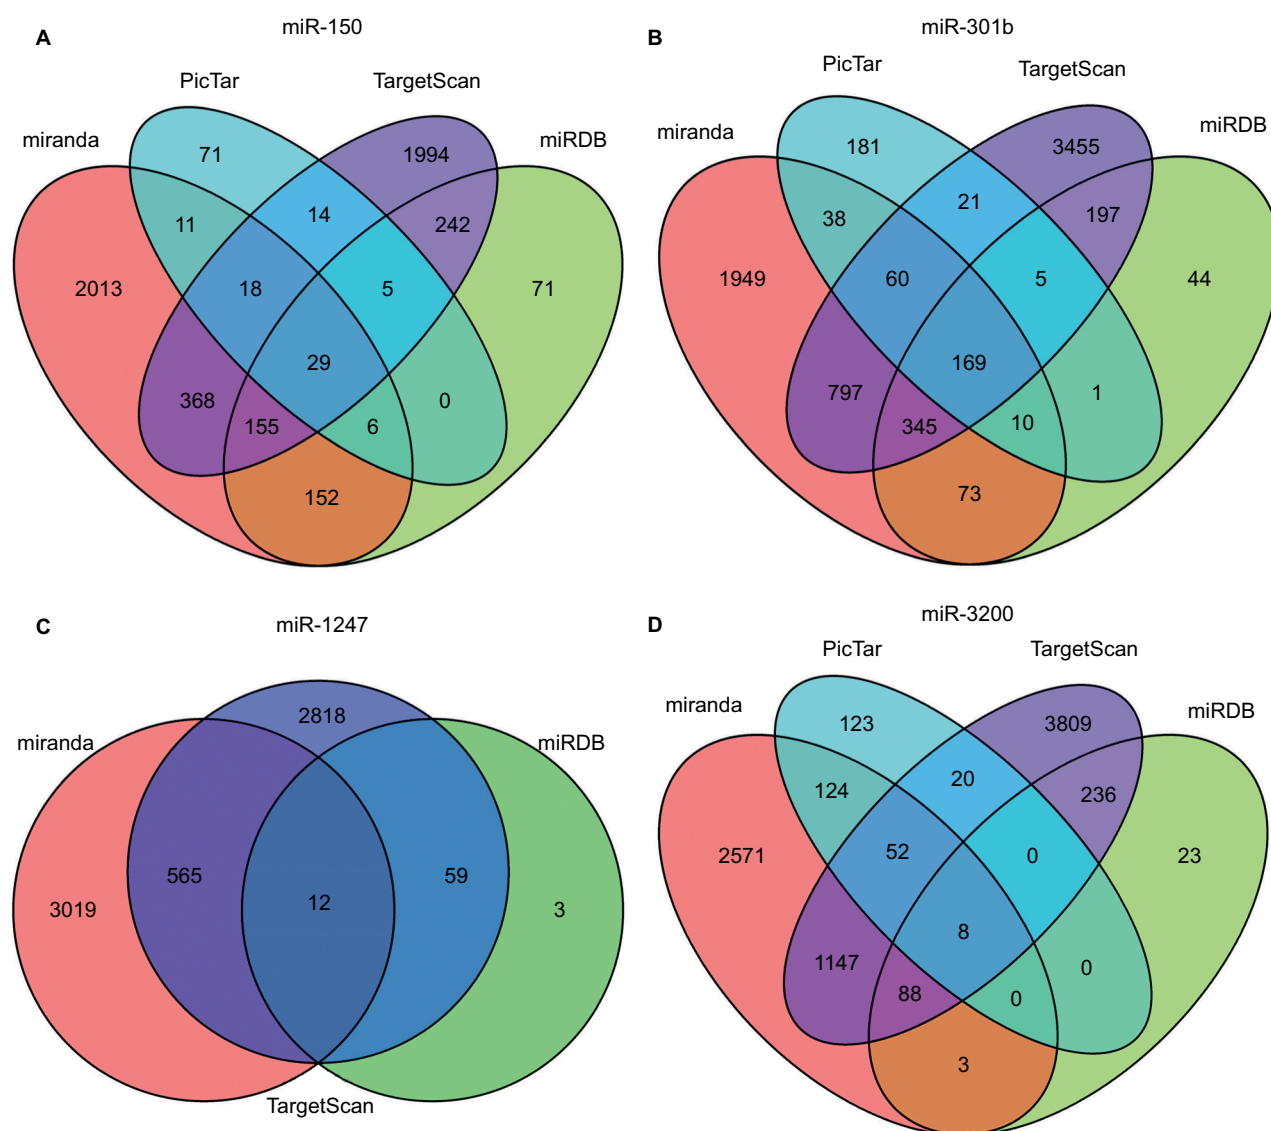 A
miR-150
PicTar
TargetScan
miranda
miRDB
71
1994
11
14
242
2013
18
5
71
29
368
155
6
0
152
B
miR-301b
PicTar
TargetScan
miranda
miRDB
181
3455
38
21
197
1949
60
5
44
169
797
345
10
1
73
C
miR-1247
miranda
2818
miRDB
565
12
59
3019
3
TargetScan
D
miR-3200
PicTar
TargetScan
miranda
miRDB
123
3809
124
20
236
2571
52
0
23
8
1147
88
0
0
3